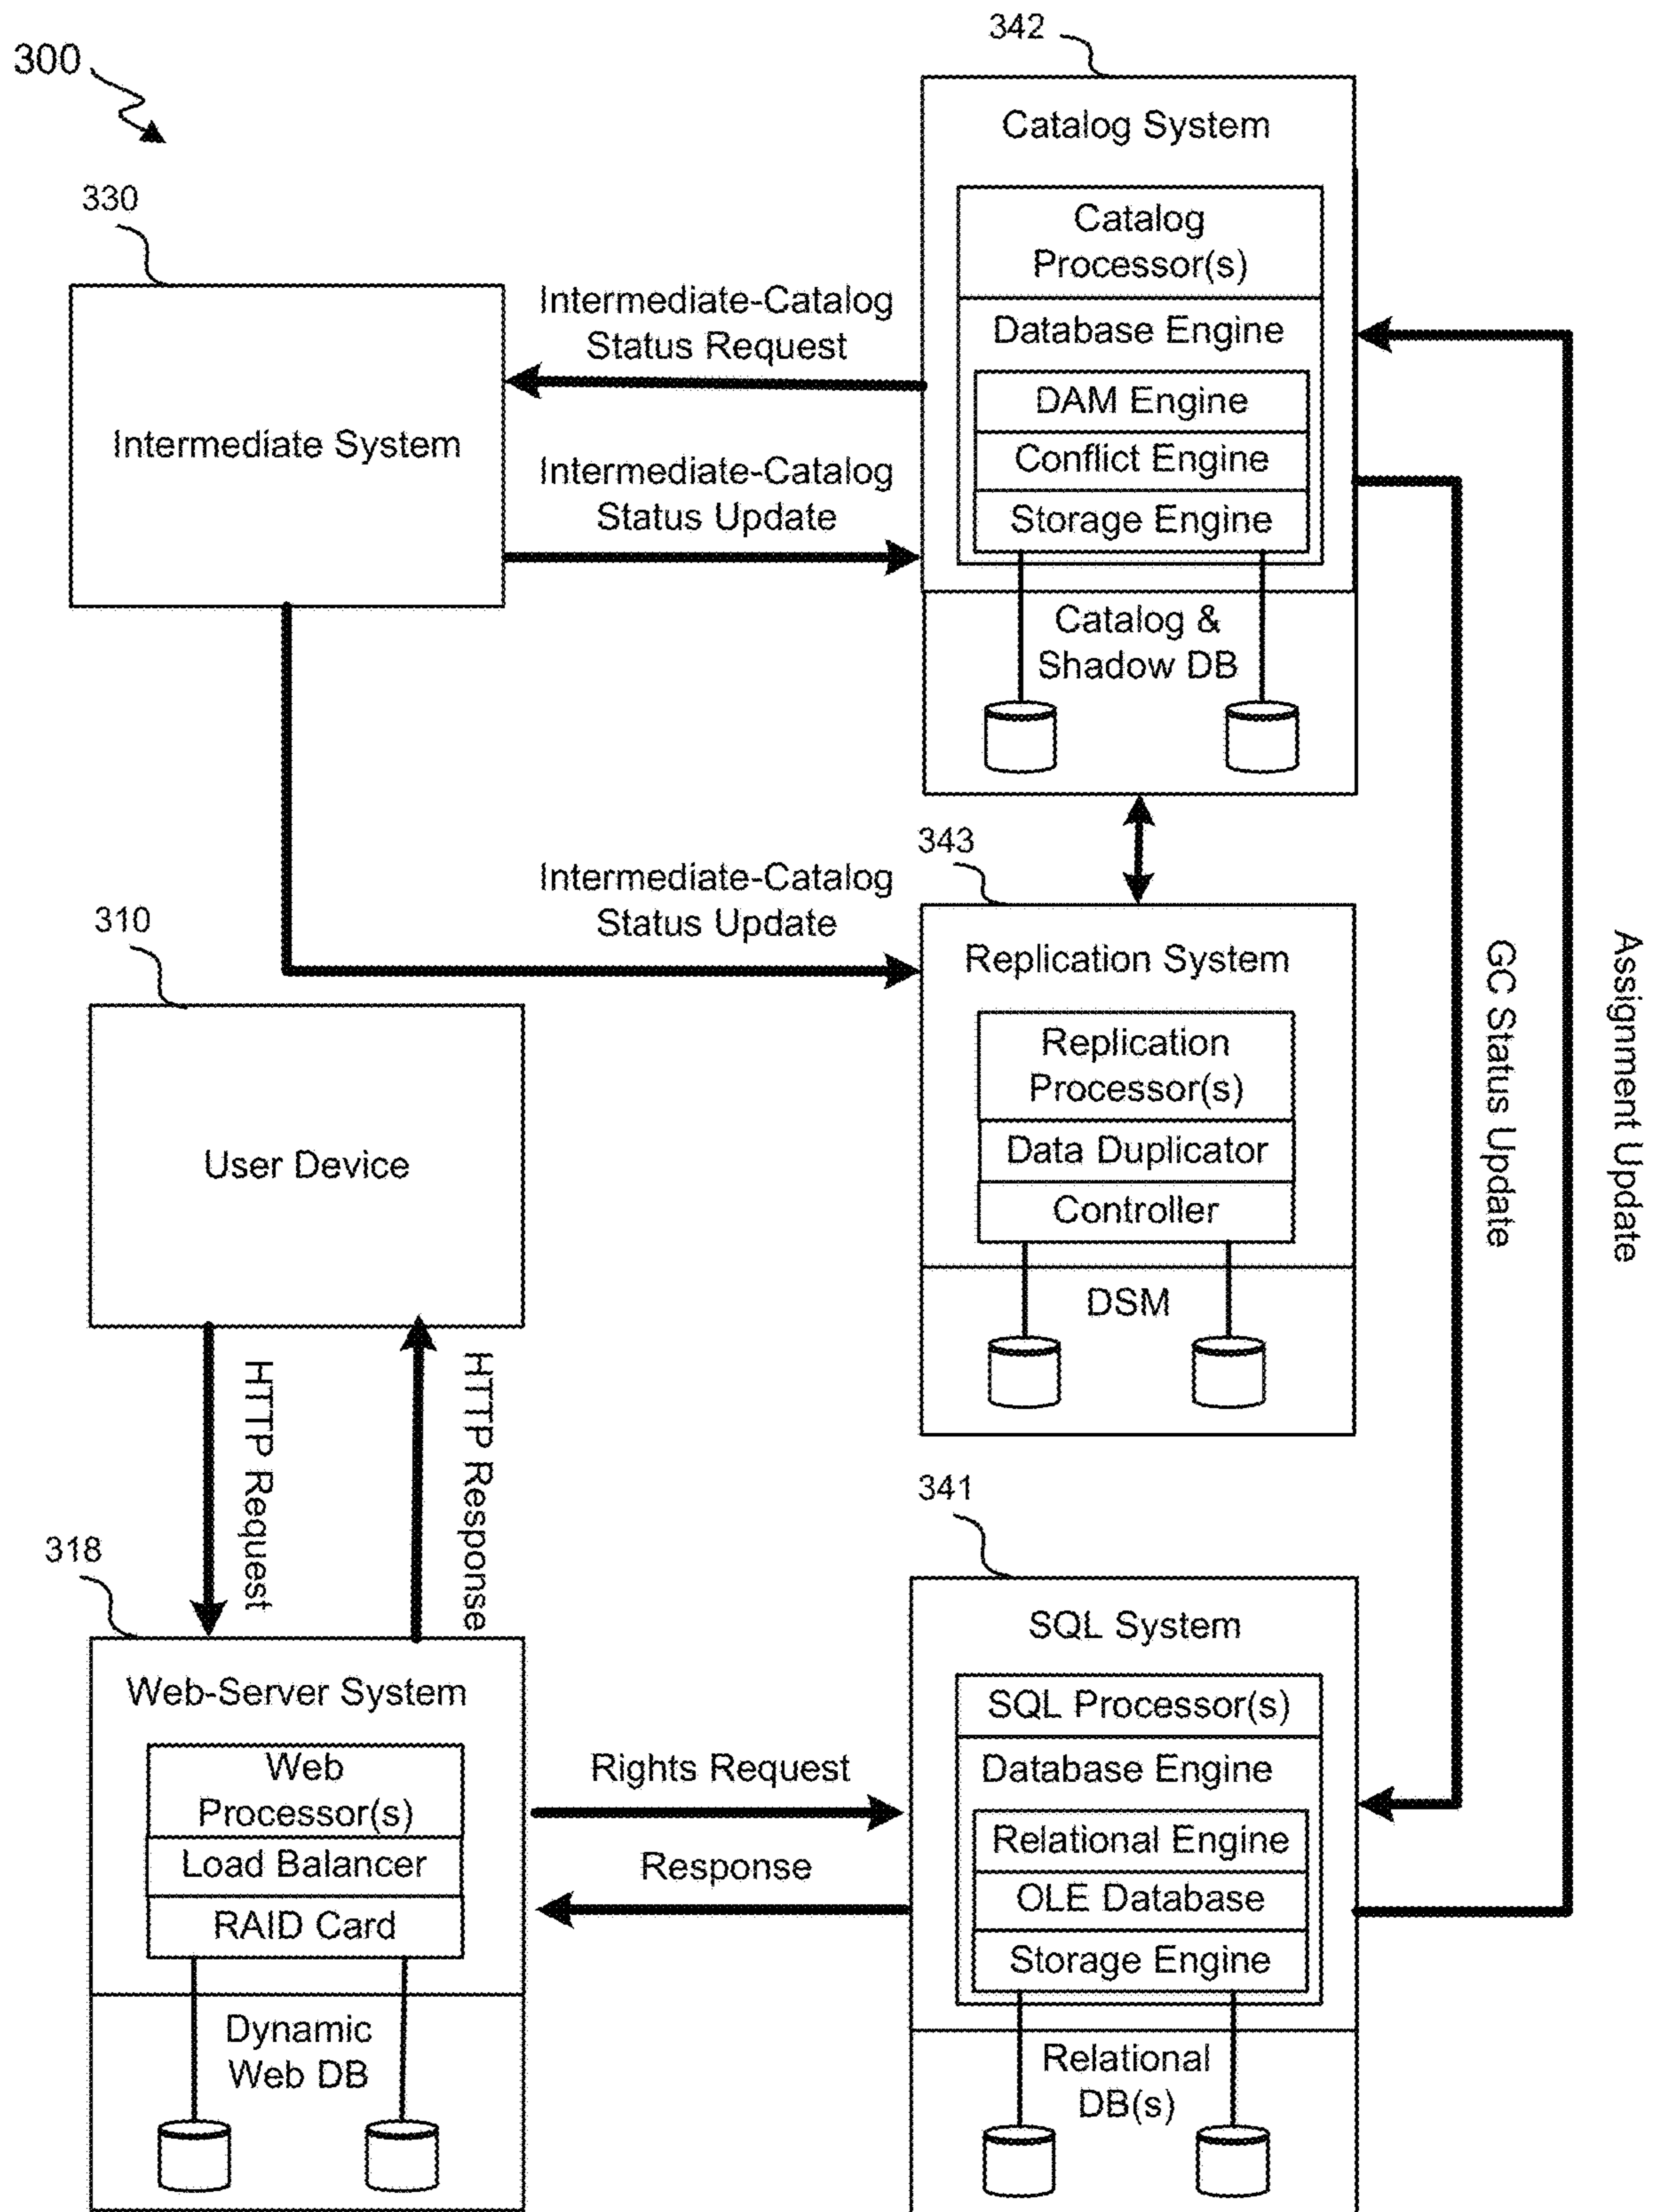 300
342
Catalog System
Catalog
Processor(s)
Database Engine
DAM Engine
Conflict Engine
Storage Engine
Catalog &
Shadow DB
330
Intermediate System
Intermediate-Catalog
Status Request
Intermediate-Catalog
Status Update
Intermediate-Catalog
Status Update
343
Replication System
Replication
Processor(s)
Data Duplicator
Controller
DSM
GC Status Update
Assignment Update
310
User Device
HTTP Request
HTTP Response
318
Web-Server System
Web
Processor(s)
Load Balancer
RAID Card
Dynamic
Web DB
Rights Request
Response
341
SQL System
SQL Processor(s)
Database Engine
Relational Engine
OLE Database
Storage Engine
Relational
DB(s)